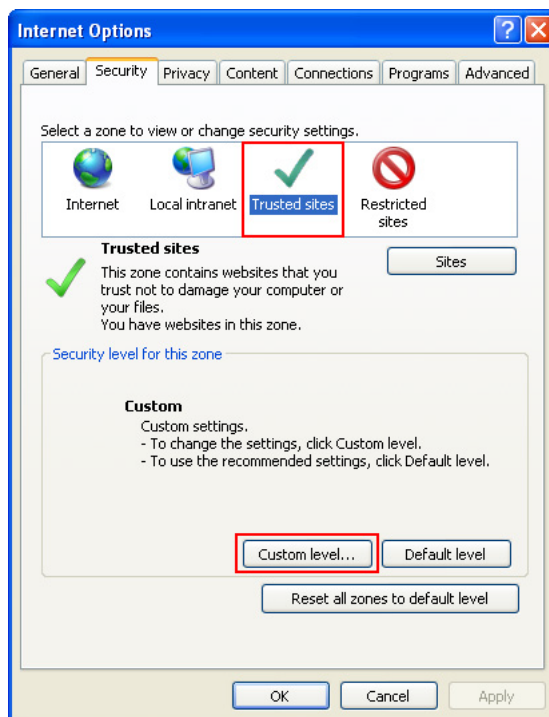 Internet Options
General Security Privacy Content Connections Programs Advanced
Select a zone to view or change security settings.
Internet Local intranet Trusted sites Restricted
sites
Trusted sites
Sites
This zone contains websites that you
trust not to damage your computer or
your files.
You have websites in this zone.
Security level for this zone
Custom
Custom settings.
- To change the settings, click Custom level.
- To use the recommended settings, click Default level.
Custom level... Default level
Reset all zones to default level
OK Cancel Apply